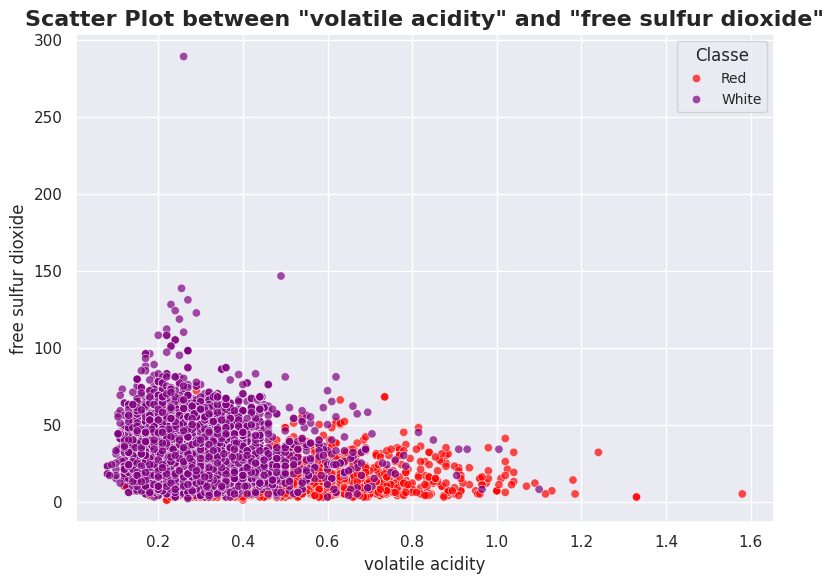 Scatter Plot between "volatile acidity" and "free sulfur dioxide"
300
250
200
150
100
50
0
free sulfur dioxide
Classe
Red
White
0.2 0.4 0.6 0.8 1.0 1.2 1.4 1.6
volatile acidity